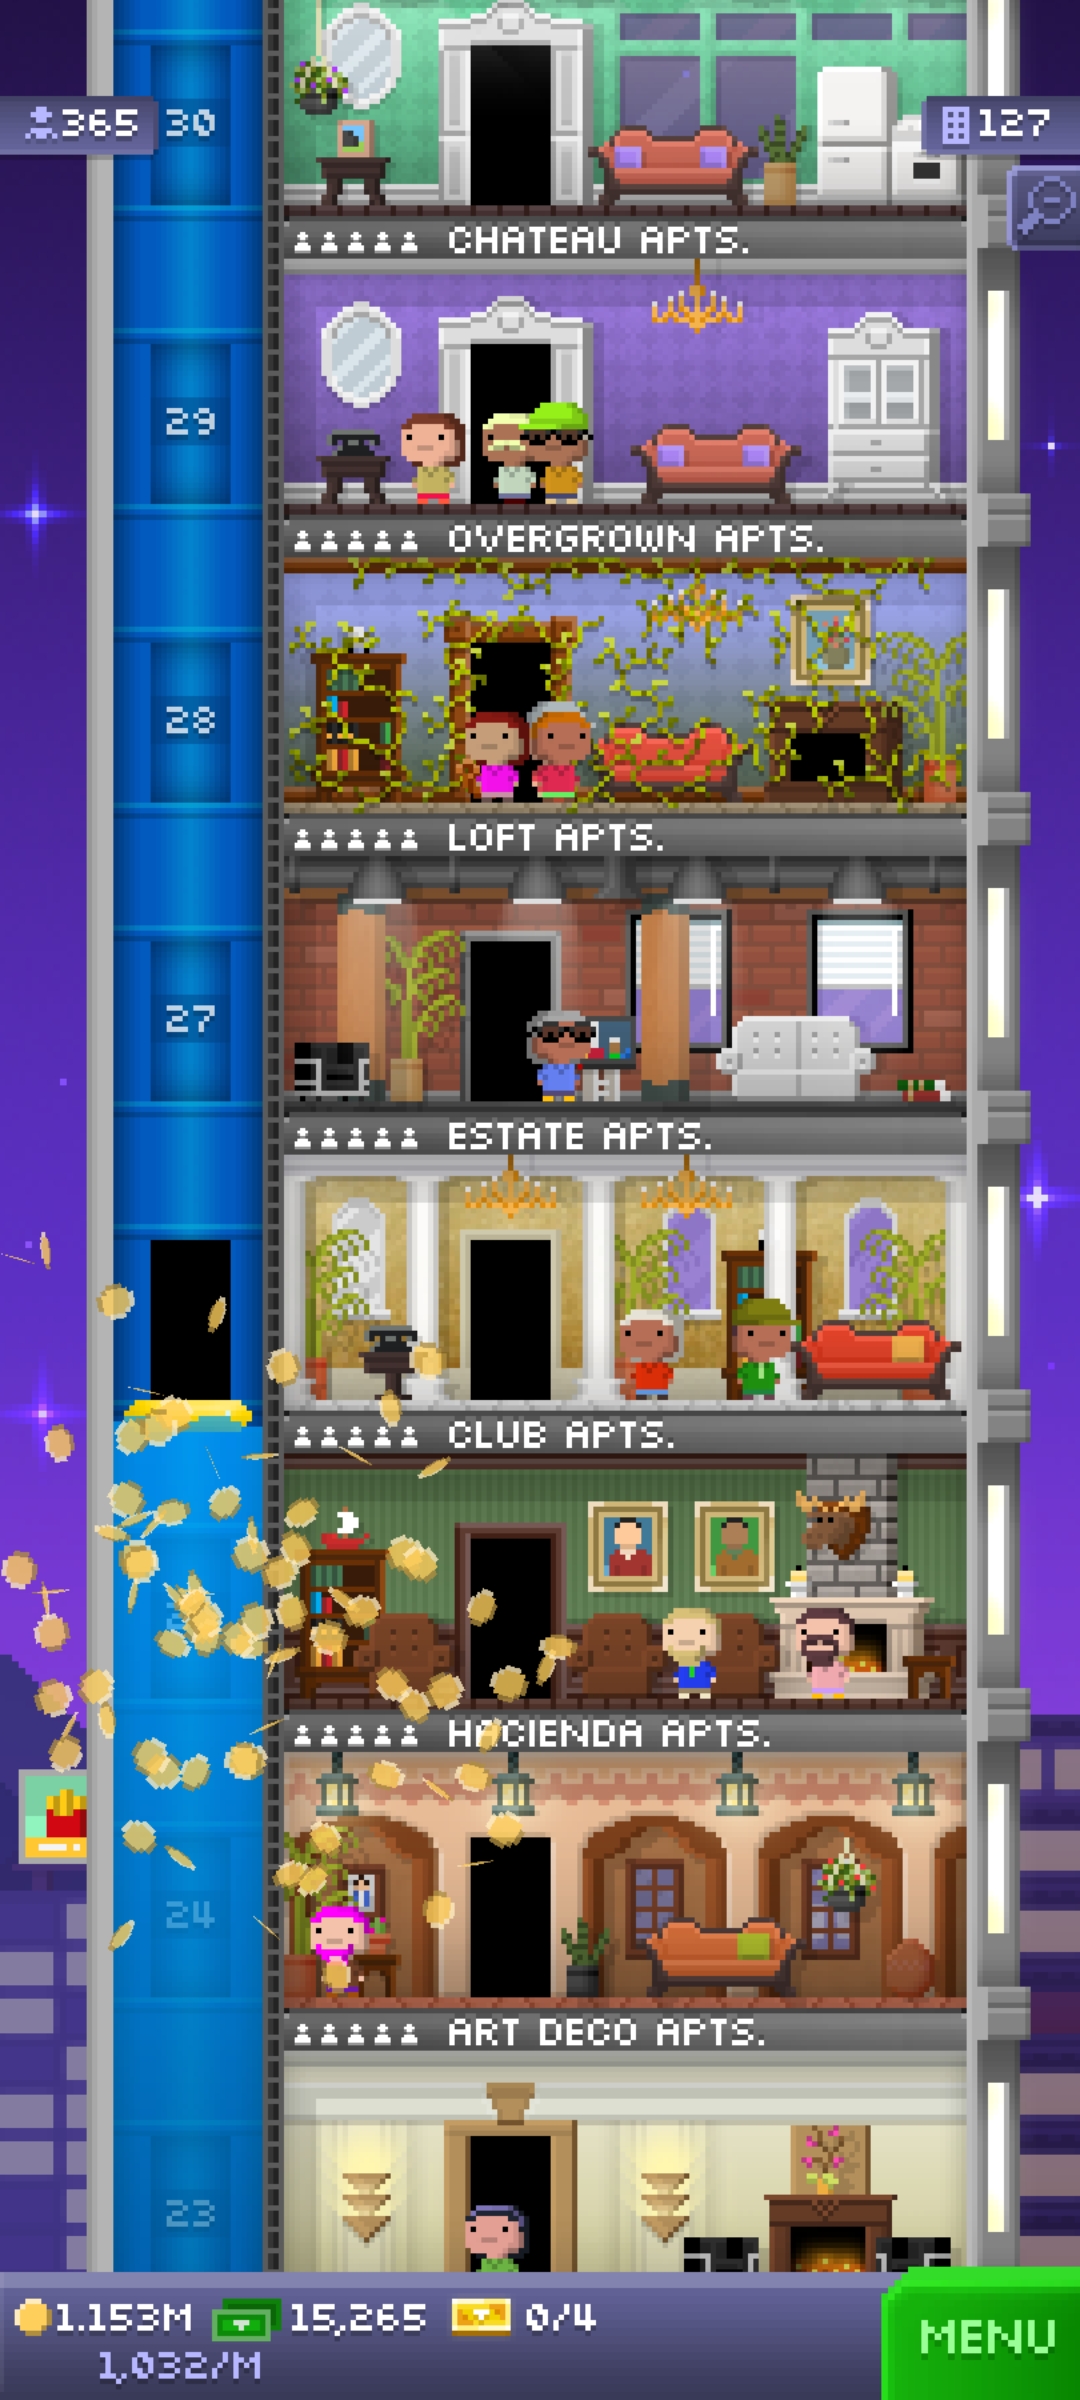 365
30
127
CHATEAU APTS.
29
OVERGROWN APTS.
28
LOFT APTS.
27
ESTATE APTS.
CLUB APTS.
HACIENDA APTS.
24
ART DECO APTS.
23
1.153M
15,265
0/4
1,032/M
MENU